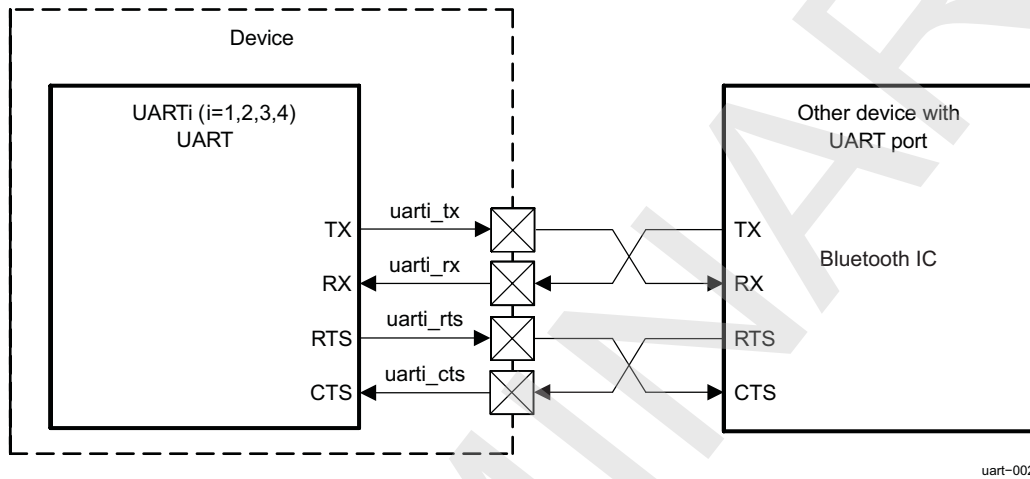 Device
UARTi (i=1,2,3,4)
UART
Other device with
UART port
uarti_tx
TX
TX
uarti_rx
RX
RX
Bluetooth IC
uarti_rts
RTS
RTS
uarti_cts
CTS
CTS
uart-002